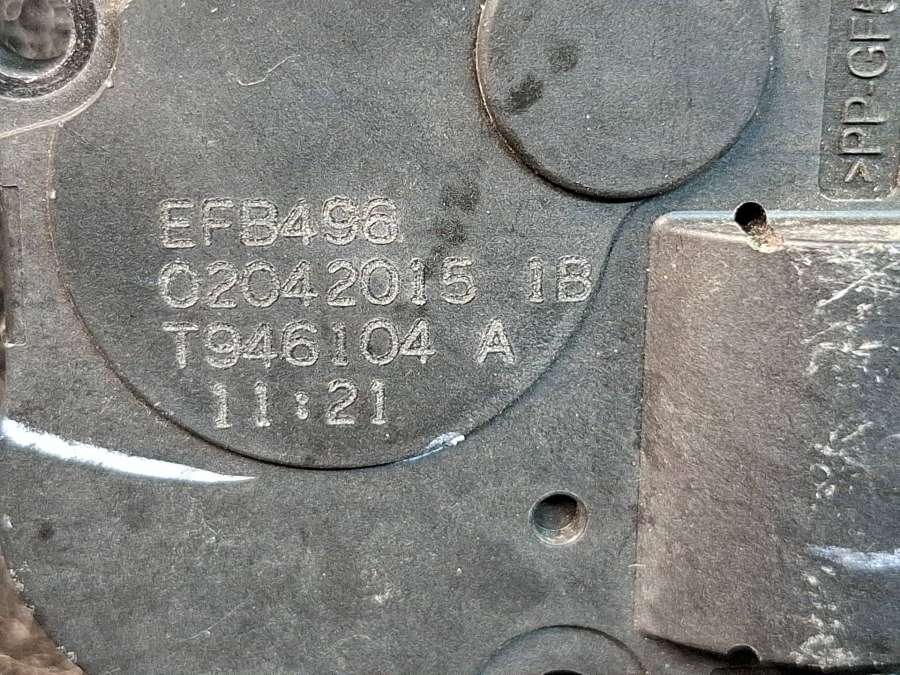 EFB496
02042015 1B
T946104 A
11:21
>PP-GF